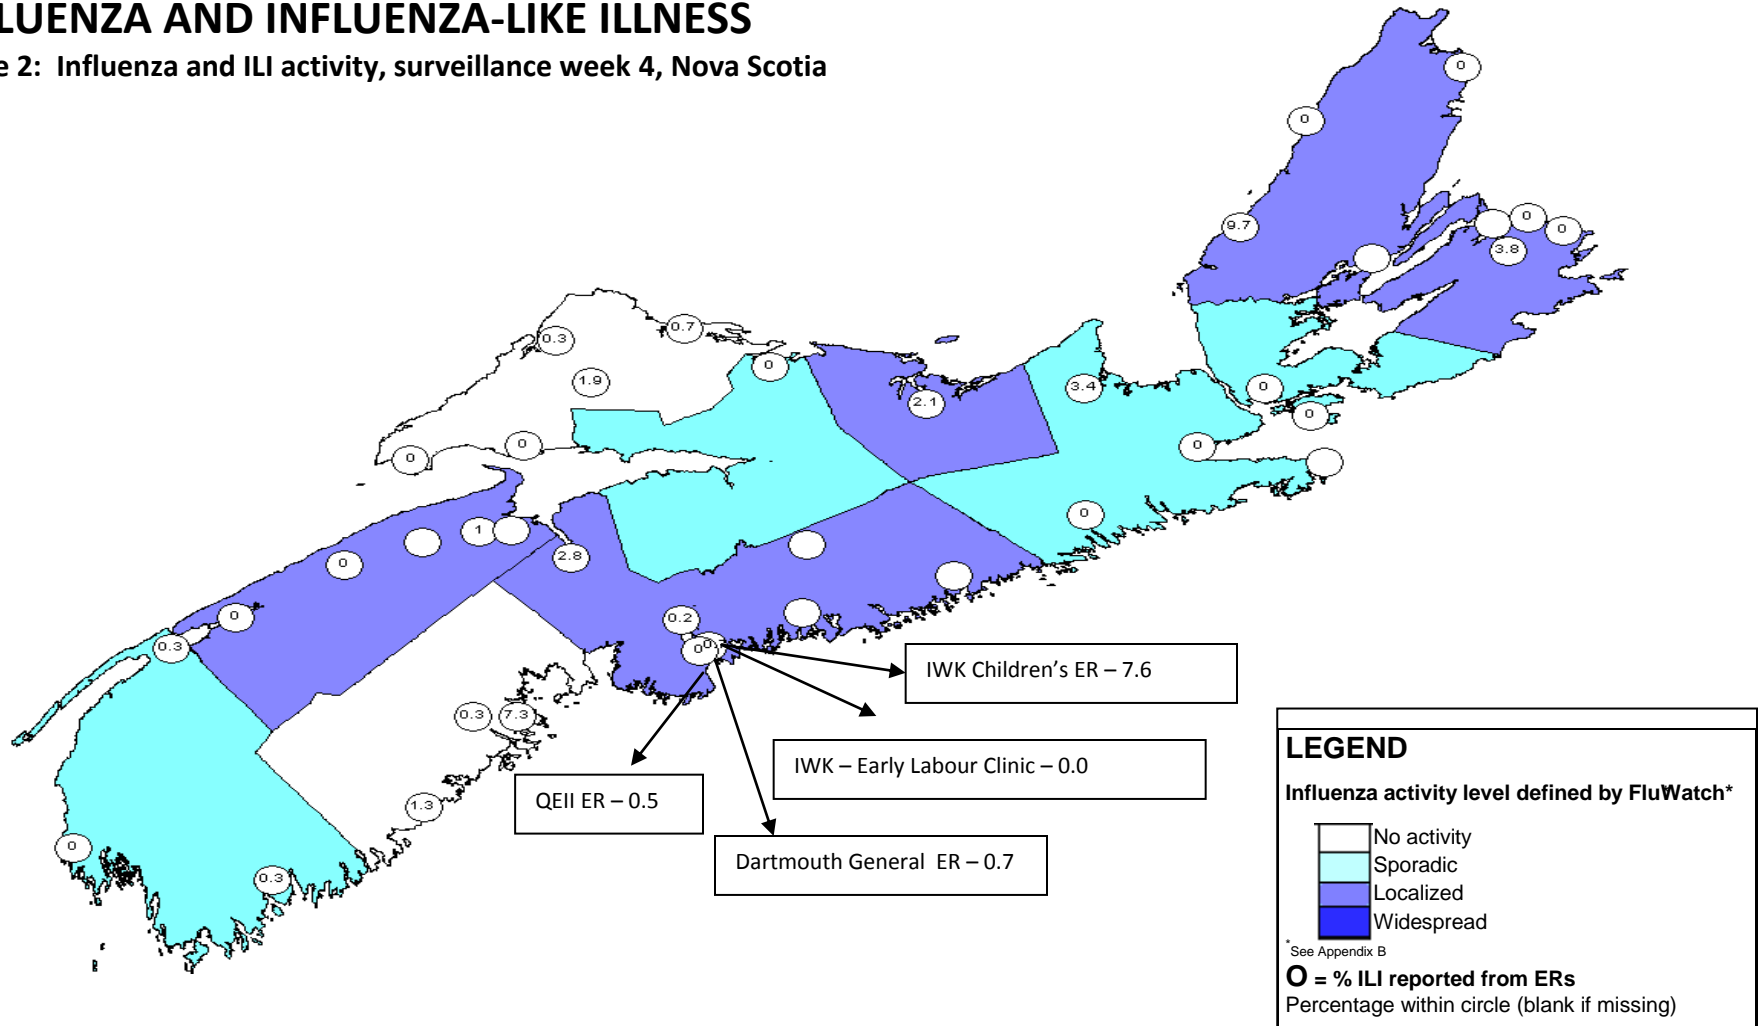 LUENZA AND INFLUENZA-LIKE ILLNESS
e 2: Influenza and ILI activity, surveillance week 4, Nova Scotia
0
0
9.7
0
0
3.8
0.3
0.7
0
1.9
2.1
3.4
0
0
0
0
0
0
1
0
2.8
0
0.2
0.3
0
0
IWK Children's ER – 7.6
0.3
7.3
IWK – Early Labour Clinic – 0.0
QEII ER – 0.5
1.3
Dartmouth General ER – 0.7
0
0.3
LEGEND
Influenza activity level defined by FluWatch*
No activity
Sporadic
Localized
Widespread
*See Appendix B
O = % ILI reported from ERs
Percentage within circle (blank if missing)